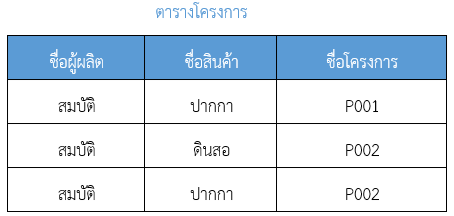 ตารางโครงการ
ชื่อผู้ผลิต ชื่อสินค้า ชื่อโครงการ
สมบัติ ปากกา P001
สมบัติ ดินสอ P002
สมบัติ ปากกา P002